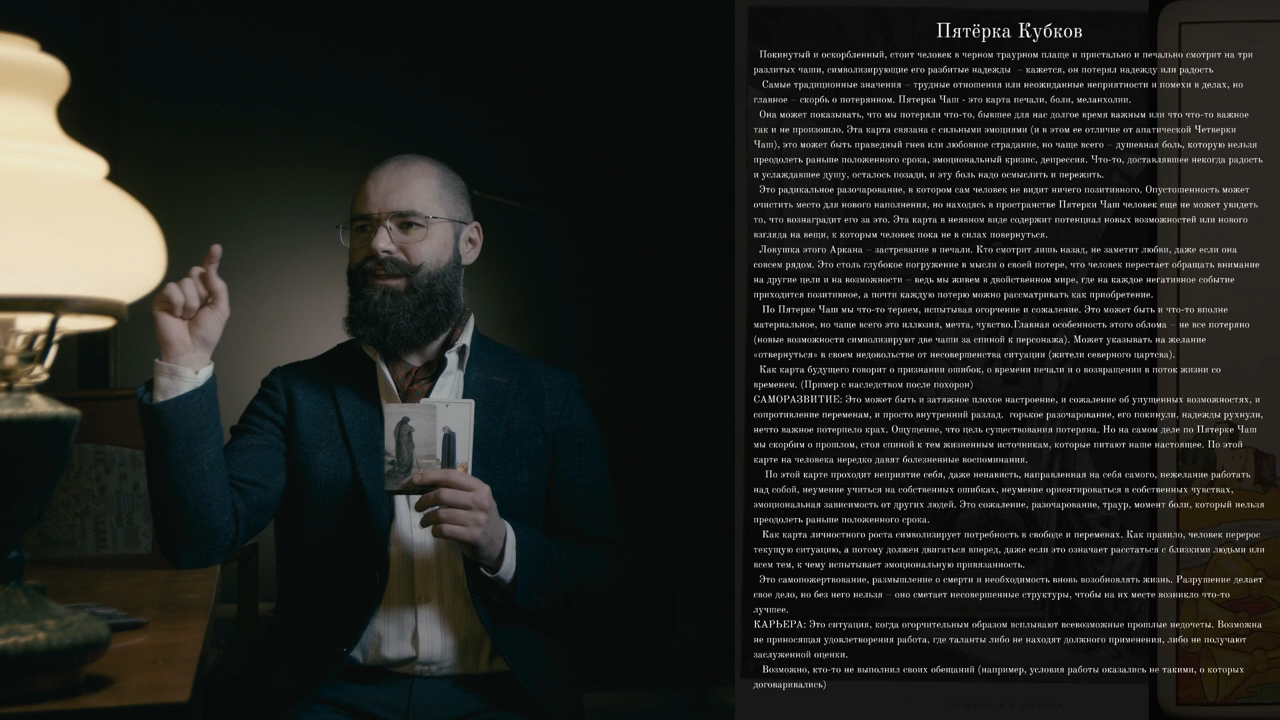 Пятёрка Кубков
Покинутый и оскорбленный, стоит человек в черном траурном плаще и пристально и печально смотрит на три
разлитых чаши, символизирующие его разбитые надежды – кажется, он потерял надежду или радость
Самые традиционные значения – трудные отношения или неожиданные неприятности и помехи в делах, но
главное – скорбь о потерянном. Пятерка Чаш - это карта печали, боли, меланхолии.
Она может показывать, что мы потеряли что-то, бывшее для нас долгое время важным или что что-то важное
так и не произошло. Эта карта связана с сильными эмоциями (и в этом ее отличие от апатической Четверки
Чаш), это может быть праведный гнев или любовное страдание, но чаще всего – душевная боль, которую нельзя
преодолеть раньше положенного срока, эмоциональный кризис, депрессия. Что-то, доставлявшее некогда радость
и услаждавшее душу, осталось позади, и эту боль надо осмыслить и пережить.
Это радикальное разочарование, в котором сам человек не видит ничего позитивного. Опустошенность может
очистить место для нового наполнения, но находясь в пространстве Пятерки Чаш человек еще не может увидеть
то, что вознаградит его за это. Эта карта в неявном виде содержит потенциал новых возможностей или нового
взгляда на вещи, к которым человек пока не в силах повернуться.
Ловушка этого Аркана – застревание в печали. Кто смотрит лишь назад, не заметит любви, даже если она
совсем рядом. Это столь глубокое погружение в мысли о своей потере, что человек перестает обращать внимание
на другие цели и на возможности – ведь мы живем в двойственном мире, где на каждое негативное событие
приходится позитивное, а почти каждую потерю можно рассматривать как приобретение.
По Пятерке Чаш мы что-то теряем, испытывая огорчение и сожаление. Это может быть и что-то вполне
материальное, но чаще всего это иллюзия, мечта, чувство.Главная особенность этого облома – не все потеряно
(новые возможности символизируют две чаши за спиной к персонажа). Может указывать на желание
«отвернуться» в своем недовольстве от несовершенства ситуации (жители северного цартсва).
Как карта будущего говорит о признании ошибок, о времени печали и о возвращении в поток жизни со
временем. (Пример с наследством после похорон)
САМОРАЗВИТИЕ: Это может быть и затяжное плохое настроение, и сожаление об упущенных возможностях, и
сопротивление переменам, и просто внутренний разлад. горькое разочарование, его покинули, надежды рухнули,
нечто важное потерпело крах. Ощущение, что цель существования потеряна. Но на самом деле по Пятерке Чаш
мы скорбим о прошлом, стоя спиной к тем жизненным источникам, которые питают наше настоящее. По этой
карте на человека нередко давят болезненные воспоминания.
По этой карте проходит неприятие себя, даже ненависть, направленная на себя самого, нежелание работать
над собой, неумение учиться на собственных ошибках, неумение ориентироваться в собственных чувствах,
эмоциональная зависимость от других людей. Это сожаление, разочарование, траур, момент боли, который нельзя
преодолеть раньше положенного срока.
Как карта личностного роста символизирует потребность в свободе и переменах. Как правило, человек перерос
текущую ситуацию, а потому должен двигаться вперед, даже если это означает расстаться с близкими людьми или
всем тем, к чему испытывает эмоциональную привязанность.
Это самопожертвование, размышление о смерти и необходимость вновь возобновлять жизнь. Разрушение делает
свое дело, но без него нельзя – оно сметает несовершенные структуры, чтобы на их месте возникло что-то
лучшее.
КАРЬЕРА: Это ситуация, когда огорчительным образом всплывают всевозможные прошлые недочеты. Возможна
не приносящая удовлетворения работа, где таланты либо не находят должного применения, либо не получают
заслуженной оценки.
Возможно, кто-то не выполнил своих обещаний (например, условия работы оказались не такими, о которых
договаривались)